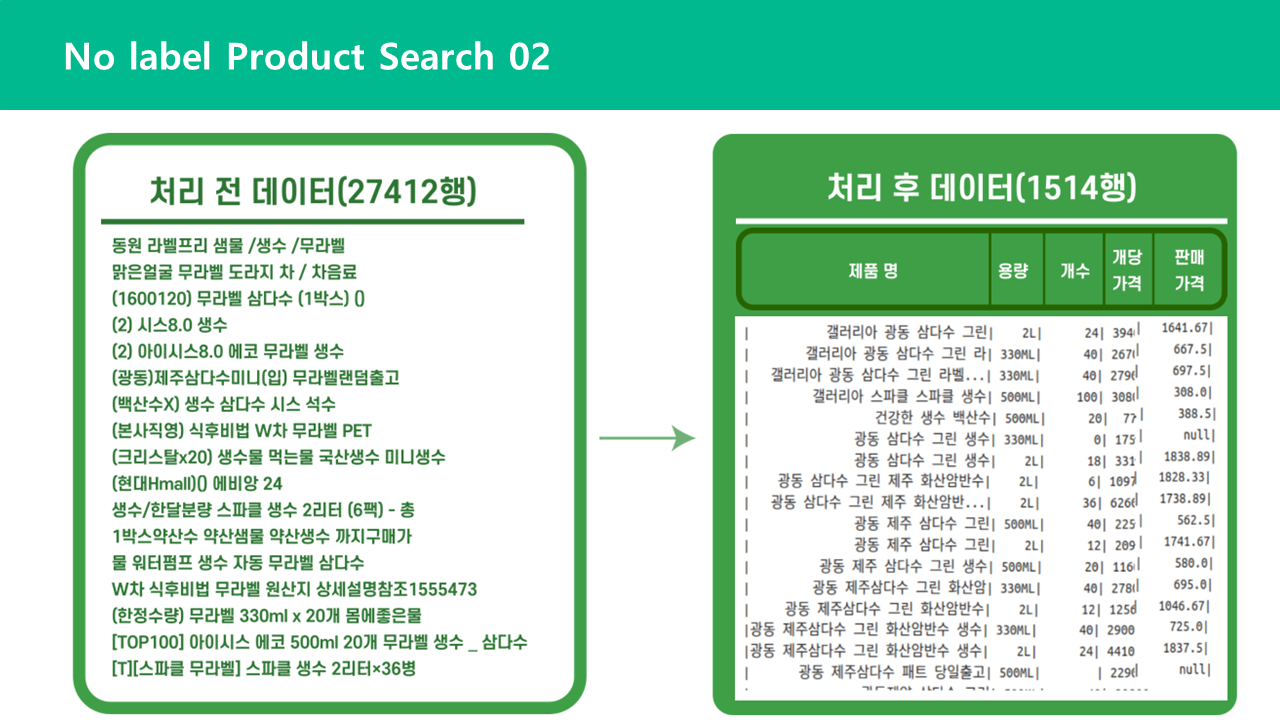 No label Product Search 02
처리 전 데이터(27412행)
동원 라벨프리 샘물 /생수 /무라벨
맑은얼굴 무라벨 도라지 차 / 차음료
(1600120) 무라벨 삼다수 (1박스) ()
(2) 시스8.0 생수
(2) 아이시스8.0 에코 무라벨 생수
(광동)제주삼다수미니(입) 무라벨랜덤출고
(백산수X) 생수 삼다수 시스 석수
(본사직영) 식후비법 W차 무라벨 PET
(크리스탈x20) 생수물 먹는물 국산생수 미니생수
(현대Hmall)() 에비앙 24
생수/한달분량 스파클 생수 2리터 (6팩) - 총
1박스약산수 약산샘물 약산생수 까지구매가
물 워터펌프 생수 자동 무라벨 삼다수
W차 식후비법 무라벨 원산지 상세설명참조1555473
(한정수량) 무라벨 330ml x 20개 몸에좋은물
[TOP100] 아이시스 에코 500ml 20개 무라벨 생수 _ 삼다수
[T][스파클 무라벨] 스파클 생수 2리터×36병
처리 후 데이터(1514행)
제품 명 용량 개수 개당 가격 판매 가격
| 갤러리아 광동 삼다수 그린| 2L| 24| 394| 1641.67|
| 갤러리아 광동 삼다수 그린 라| 330ML| 40| 267| 667.5|
| 갤러리아 광동 삼다수 그린 라벨...| 330ML| 40| 279| 697.5|
| 갤러리아 스파클 스파클 생수| 500ML| 100| 308| 308.0|
| 건강한 생수 백산수| 500ML| 20| 77| 388.5|
| 광동 삼다수 그린 생수| 330ML| 0| 175| null|
| 광동 삼다수 그린 생수| 2L| 18| 331| 1838.89|
| 광동 삼다수 그린 제주 화산암반수| 2L| 6| 1097| 1828.33|
| 광동 삼다수 그린 제주 화산암반...| 2L| 36| 626| 1738.89|
| 광동 제주 삼다수 그린| 500ML| 40| 225| 562.5|
| 광동 제주 삼다수 그린| 2L| 12| 209| 1741.67|
| 광동 제주 삼다수 그린 생수| 500ML| 20| 116| 580.0|
| 광동 제주삼다수 그린 화산암| 330ML| 40| 278| 695.0|
| 광동 제주삼다수 그린 화산암반수| 2L| 12| 125| 1046.67|
|광동 제주삼다수 그린 화산암반수 생수| 330ML| 40| 2900 725.0|
|광동 제주삼다수 그린 화산암반수 생수| 2L| 24| 4410 1837.5|
| 광동 제주삼다수 패트 당일출고| 500ML| | 229| null|